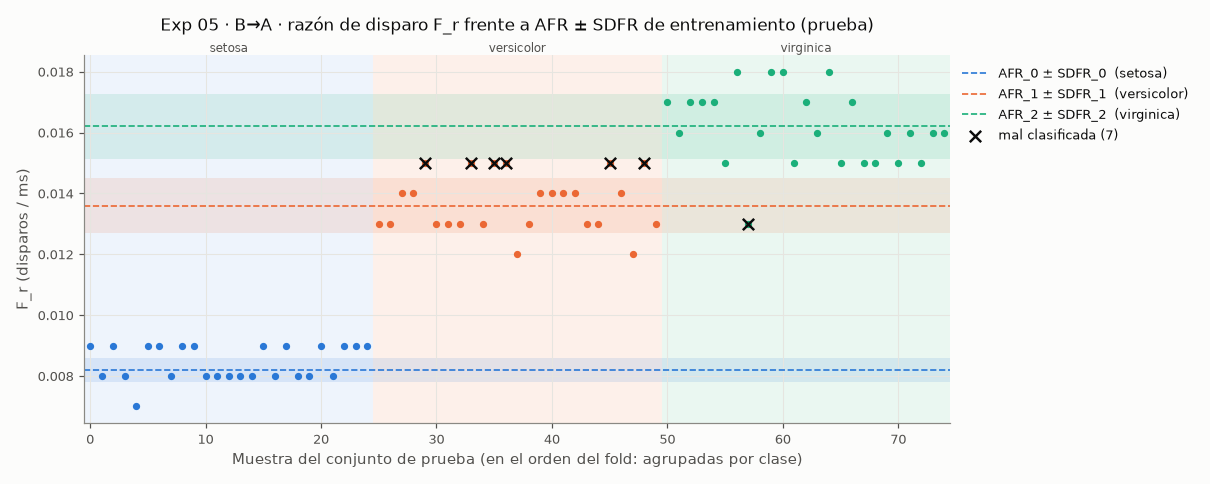 Exp 05 · B→A · razón de disparo F_r frente a AFR ± SDFR de entrenamiento (prueba)
setosa
versicolor
virginica
0.018
0.016
0.014
0.012
0.010
0.008
F_r (disparos / ms)
0
10
20
30
40
50
60
70
Muestra del conjunto de prueba (en el orden del fold: agrupadas por clase)
AFR_0 ± SDFR_0 (setosa)
AFR_1 ± SDFR_1 (versicolor)
AFR_2 ± SDFR_2 (virginica)
mal clasificada (7)